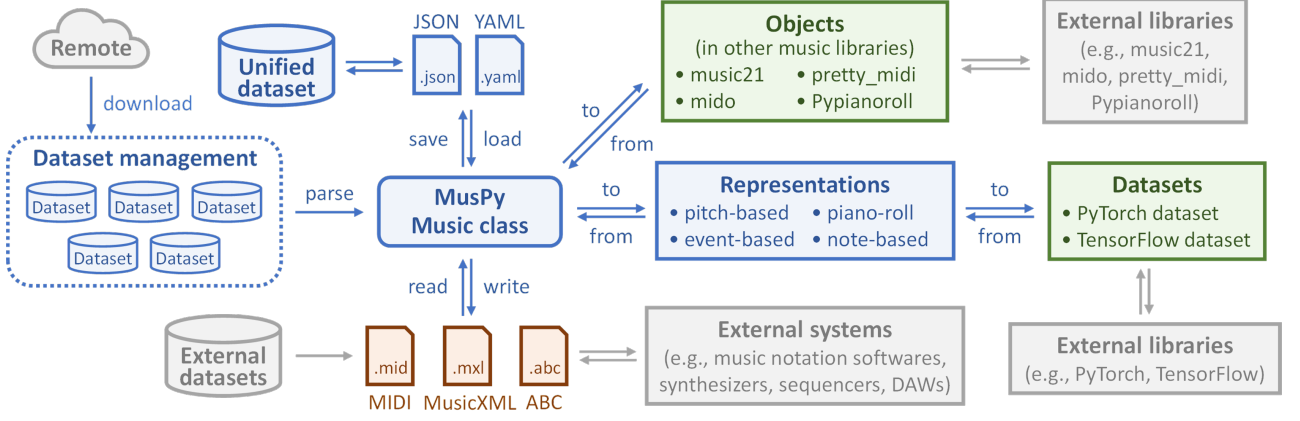 Remote
download
Dataset management
Dataset Dataset Dataset
Dataset Dataset
Unified
dataset
JSON YAML
.json .yaml
save load
parse
MusPy
Music class
read write
External
datasets
.mid .mxl .abc
MIDI MusicXML ABC
to
from
Objects
(in other music libraries)
• music21 • pretty_midi
• mido • Pypianoroll
External libraries
(e.g., music21,
mido, pretty_midi,
Pypianoroll)
to
from
Representations
• pitch-based • piano-roll
• event-based • note-based
to
from
Datasets
• PyTorch dataset
• TensorFlow dataset
External systems
(e.g., music notation softwares,
synthesizers, sequencers, DAWs)
External libraries
(e.g., PyTorch, TensorFlow)